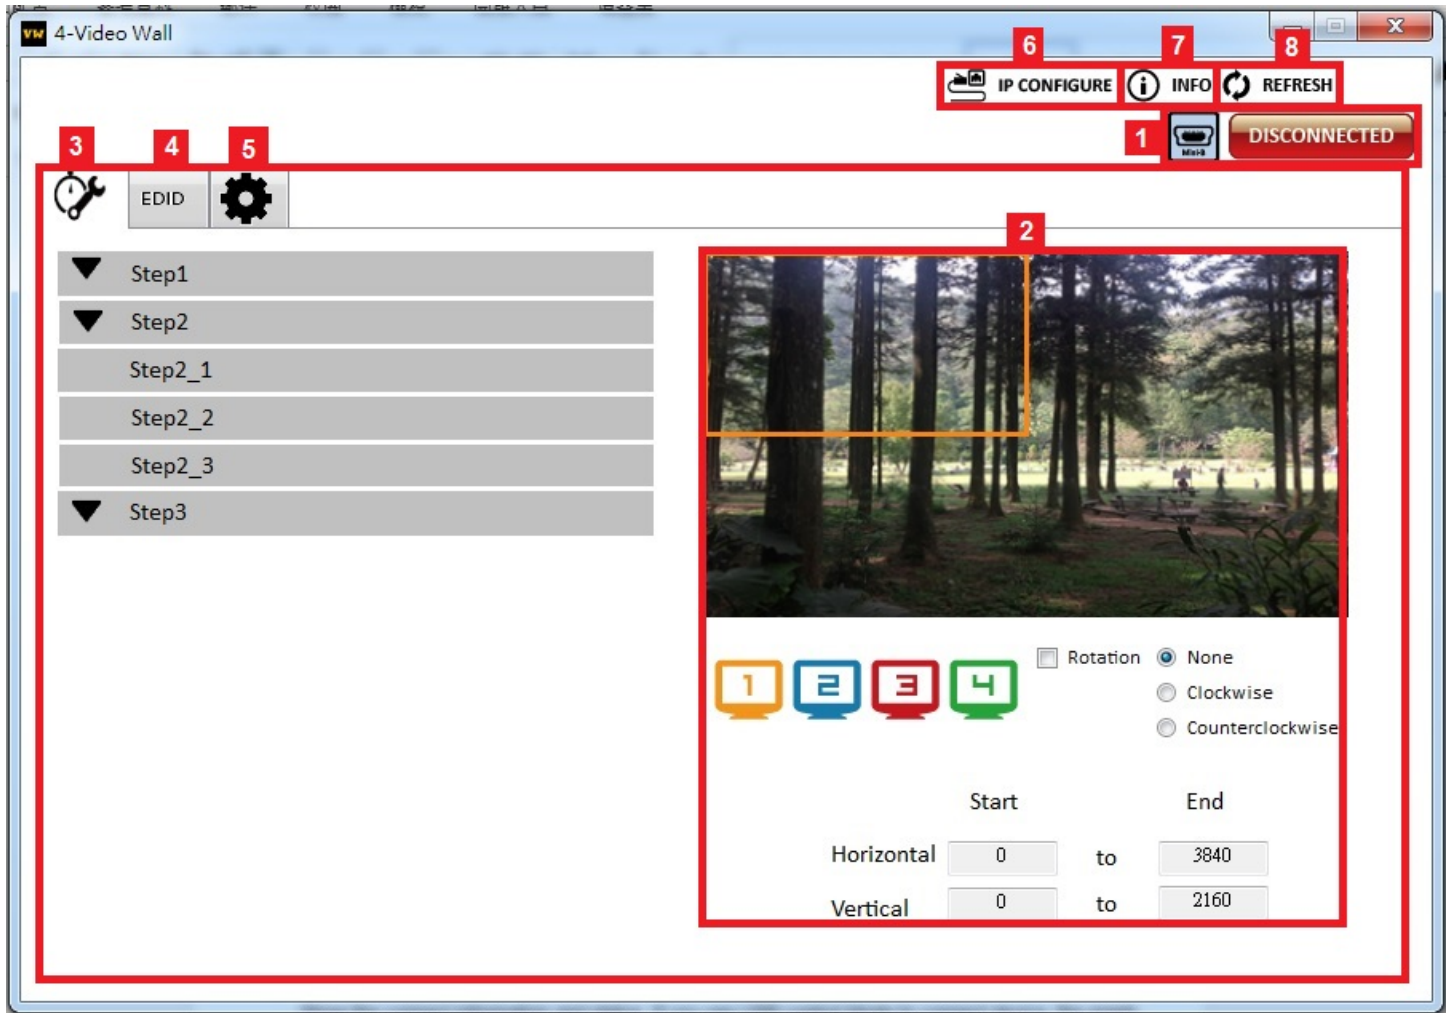 VW 4-Video Wall
6 7 8
IP CONFIGURE INFO REFRESH
1 Mini-B DISCONNECTED
3 4 5
EDID
2
Step1
Step2
Step2_1
Step2_2
Step2_3
Step3
1 2 3 4
Rotation None
Clockwise
Counterclockwise
Start End
Horizontal 0 to 3840
Vertical 0 to 2160